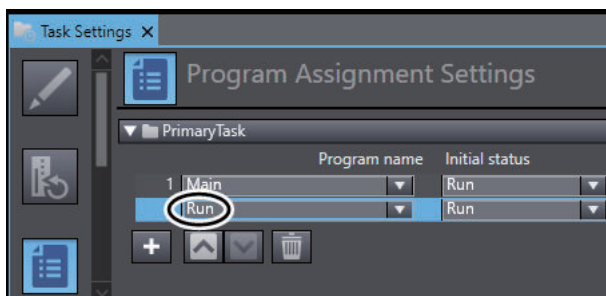 Task Settings X
Program Assignment Settings
PrimaryTask
Program name Initial status
1 Main Run
Run Run